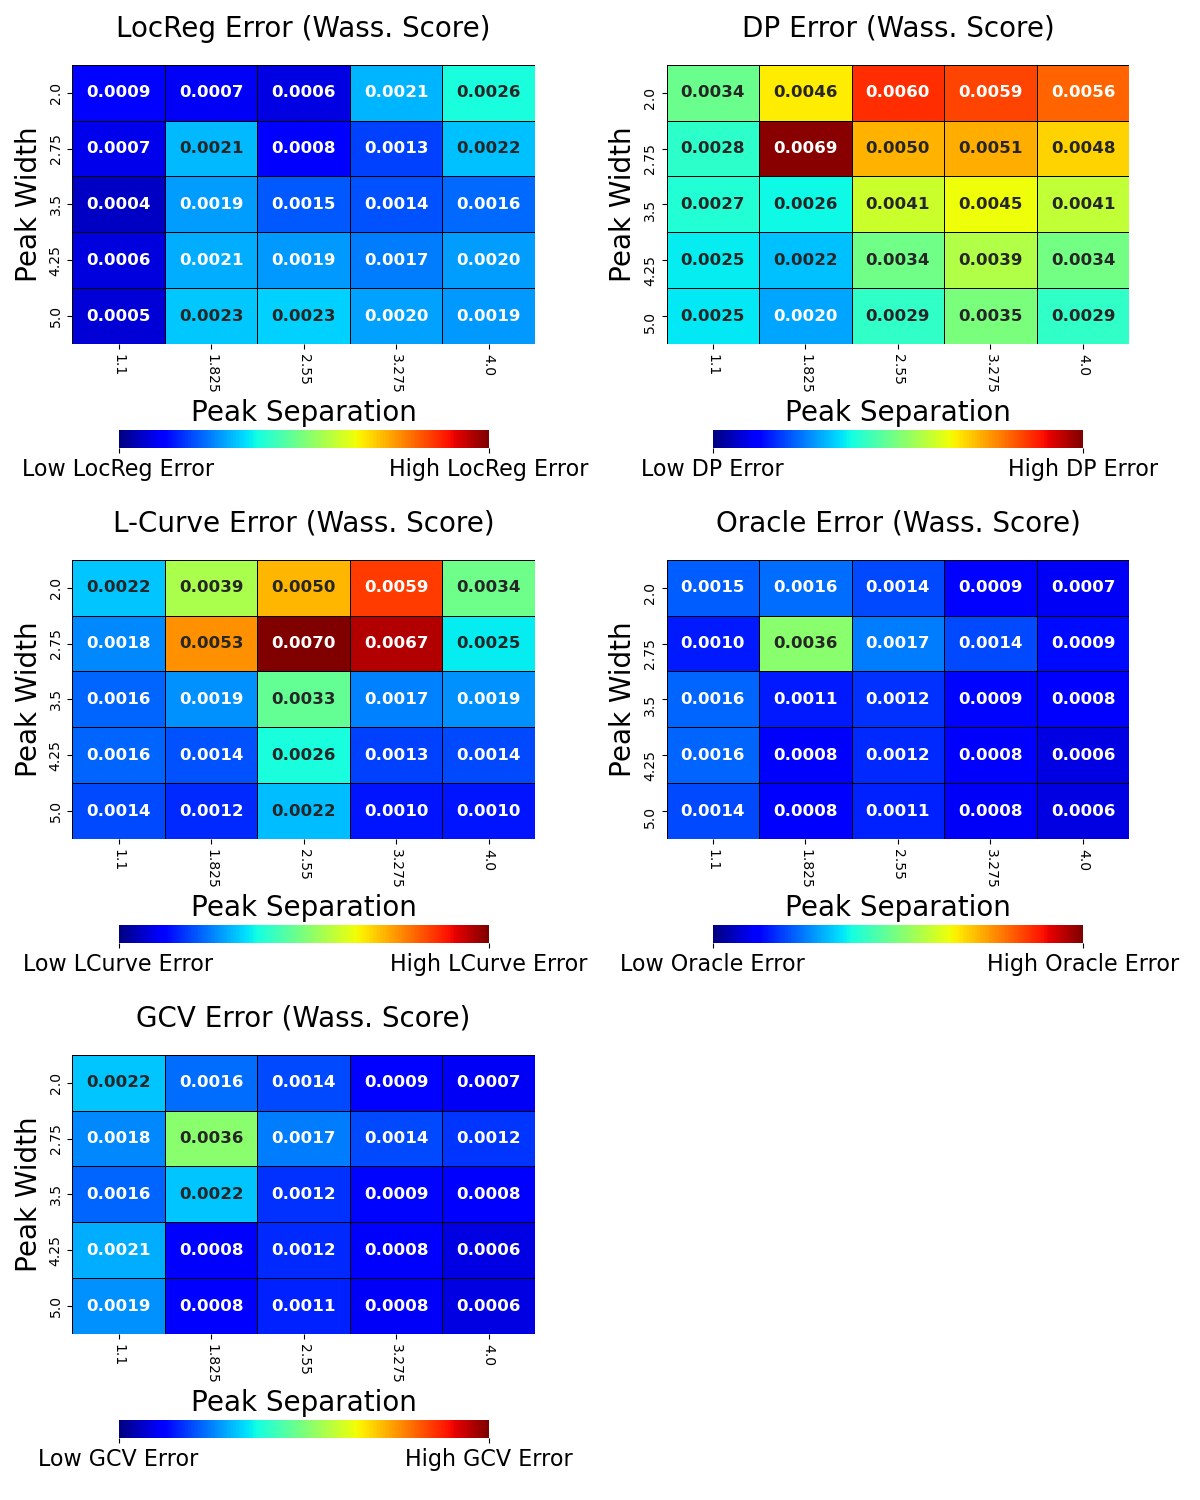 LocReg Error (Wass. Score)
Peak Width
2.0 0.0009 0.0007 0.0006 0.0021 0.0026
2.75 0.0007 0.0021 0.0008 0.0013 0.0022
3.5 0.0004 0.0019 0.0015 0.0014 0.0016
4.25 0.0006 0.0021 0.0019 0.0017 0.0020
5.0 0.0005 0.0023 0.0023 0.0020 0.0019
1.1 1.825 2.55 3.275 4.0
Peak Separation
Low LocReg Error High LocReg Error
DP Error (Wass. Score)
Peak Width
2.0 0.0034 0.0046 0.0060 0.0059 0.0056
2.75 0.0028 0.0069 0.0050 0.0051 0.0048
3.5 0.0027 0.0026 0.0041 0.0045 0.0041
4.25 0.0025 0.0022 0.0034 0.0039 0.0034
5.0 0.0025 0.0020 0.0029 0.0035 0.0029
1.1 1.825 2.55 3.275 4.0
Peak Separation
Low DP Error High DP Error
L-Curve Error (Wass. Score)
Peak Width
2.0 0.0022 0.0039 0.0050 0.0059 0.0034
2.75 0.0018 0.0053 0.0070 0.0067 0.0025
3.5 0.0016 0.0019 0.0033 0.0017 0.0019
4.25 0.0016 0.0014 0.0026 0.0013 0.0014
5.0 0.0014 0.0012 0.0022 0.0010 0.0010
1.1 1.825 2.55 3.275 4.0
Peak Separation
Low LCurve Error High LCurve Error
Oracle Error (Wass. Score)
Peak Width
2.0 0.0015 0.0016 0.0014 0.0009 0.0007
2.75 0.0010 0.0036 0.0017 0.0014 0.0009
3.5 0.0016 0.0011 0.0012 0.0009 0.0008
4.25 0.0016 0.0008 0.0012 0.0008 0.0006
5.0 0.0014 0.0008 0.0011 0.0008 0.0006
1.1 1.825 2.55 3.275 4.0
Peak Separation
Low Oracle Error High Oracle Error
GCV Error (Wass. Score)
Peak Width
2.0 0.0022 0.0016 0.0014 0.0009 0.0007
2.75 0.0018 0.0036 0.0017 0.0014 0.0012
3.5 0.0016 0.0022 0.0012 0.0009 0.0008
4.25 0.0021 0.0008 0.0012 0.0008 0.0006
5.0 0.0019 0.0008 0.0011 0.0008 0.0006
1.1 1.825 2.55 3.275 4.0
Peak Separation
Low GCV Error High GCV Error